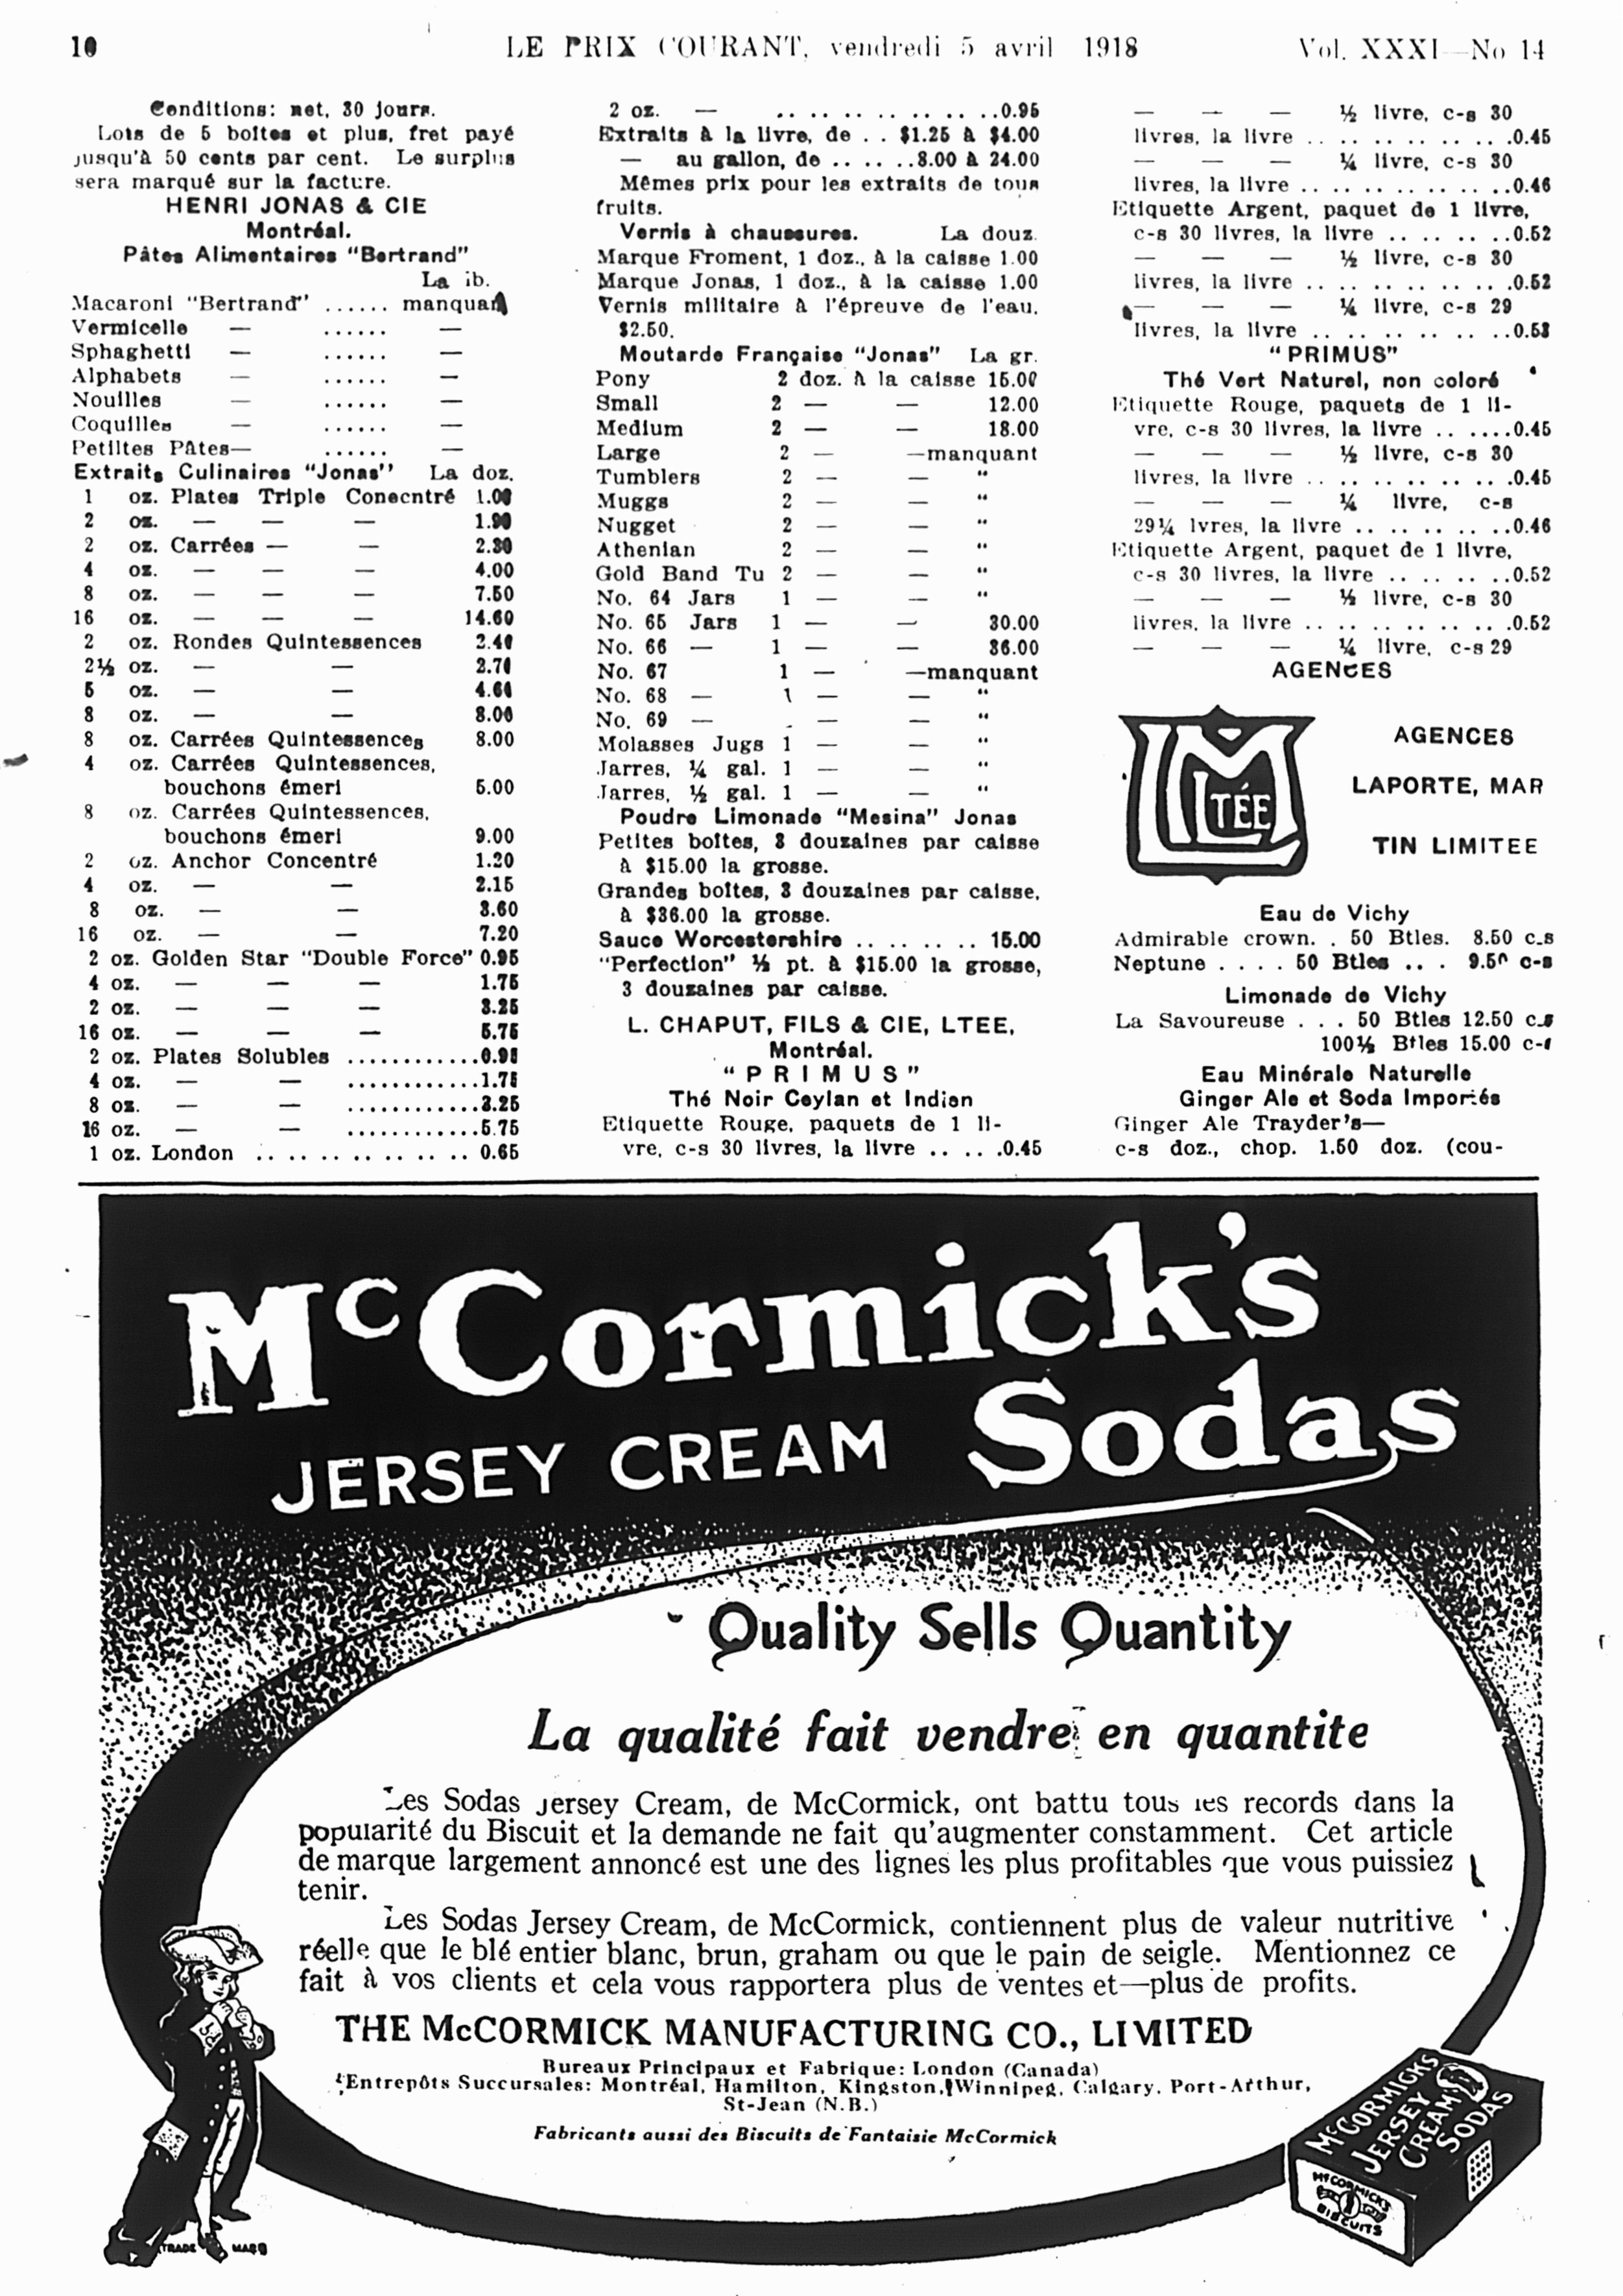 10
LE PRIX COURANT, vendredi 5 avril 1918
Vol. XXXI—No 14
Conditions: net, 30 jours.
Lots de 5 boîtes et plus, fret payé
jusqu'à 50 cents par cent. Le surplus
sera marqué sur la facture.
HENRI JONAS & CIE
Montréal.
Pâtes Alimentaires "Bertrand"
La ib.
Macaroni "Bertrand" ...... manquant
Vermicelle — ...... —
Sphaghetti — ...... —
Alphabets — ...... —
Nouilles — ...... —
Coquilles — ...... —
Petiltes Pâtes— ...... —
Extraits Culinaires "Jonas" La doz.
1 oz. Plates Triple Conecntré 1.00
2 oz. — — — 1.90
2 oz. Carrées — — 2.30
4 oz. — — — 4.00
8 oz. — — — 7.50
16 oz. — — — 14.60
2 oz. Rondes Quintessences 2.40
2½ oz. — — 2.70
5 oz. — — 4.60
8 oz. — — 8.00
8 oz. Carrées Quintessences 8.00
4 oz. Carrées Quintessences,
bouchons émeri 5.00
8 oz. Carrées Quintessences,
bouchons émeri 9.00
2 oz. Anchor Concentré 1.20
4 oz. — — 2.15
8 oz. — — 3.60
16 oz. — — 7.20
2 oz. Golden Star "Double Force" 0.95
4 oz. — — — 1.75
2 oz. — — — 3.25
16 oz. — — — 5.75
2 oz. Plates Solubles ............0.95
4 oz. — — ............1.75
8 oz. — — ............3.25
16 oz. — — ............5.75
1 oz. London .. .. .. .. .. .. 0.65
2 oz. — .. .. .. .. .. .. ..0.95
Extraits à la livre, de .. $1.25 à $4.00
— au gallon, de .. .. ..8.00 à 24.00
Mêmes prix pour les extraits de tous
fruits.
Vernis à chaussures. La douz.
Marque Froment, 1 doz., à la caisse 1.00
Marque Jonas, 1 doz., à la caisse 1.00
Vernis militaire à l'épreuve de l'eau.
$2.50.
Moutarde Française "Jonas" La gr.
Pony 2 doz. à la caisse 15.00
Small 2 — — 12.00
Medium 2 — — 18.00
Large 2 — —manquant
Tumblers 2 — — "
Muggs 2 — — "
Nugget 2 — — "
Athenian 2 — — "
Gold Band Tu 2 — — "
No. 64 Jars 1 — — "
No. 65 Jars 1 — — 30.00
No. 66 — 1 — — 36.00
No. 67 1 — —manquant
No. 68 — 1 — — "
No. 69 — — — "
Molasses Jugs 1 — — "
Jarres, ¼ gal. 1 — — "
Jarres, ½ gal. 1 — — "
Poudre Limonade "Mesina" Jonas
Petites boîtes, 3 douzaines par caisse
à $15.00 la grosse.
Grandes boîtes, 3 douzaines par caisse,
à $36.00 la grosse.
Sauce Worcestershire .. .. .. .. 15.00
"Perfection" ½ pt. à $15.00 la grosse,
3 douzaines par caisse.
L. CHAPUT, FILS & CIE, LTEE,
Montréal.
"PRIMUS"
Thé Noir Ceylan et Indien
Etiquette Rouge, paquets de 1 li-
vre, c-s 30 livres, la livre .. .. .0.45
— — — ½ livre, c-s 30
livres, la livre .. .. .. .. .. .. .0.45
— — — ¼ livre, c-s 30
livres, la livre .. .. .. .. .. .. ..0.46
Etiquette Argent, paquet de 1 livre,
c-s 30 livres, la livre .. .. .. ..0.52
— — — ½ livre, c-s 30
livres, la livre .. .. .. .. .. .. .0.52
— — — ¼ livre, c-s 29
livres, la livre .. .. .. .. .. .. ..0.53
"PRIMUS"
Thé Vert Naturel, non coloré
Etiquette Rouge, paquets de 1 li-
vre, c-s 30 livres, la livre .. ....0.45
— — — ½ livre, c-s 30
livres, la livre .. .. .. .. .. .. .0.45
— — — ¼ livre, c-s
29¼ lvres, la livre .. .. .. .. ..0.46
Etiquette Argent, paquet de 1 livre,
c-s 30 livres, la livre .. .. .. ..0.52
— — — ½ livre, c-s 30
livres, la livre .. .. .. .. .. .. .0.52
— — — ¼ livre, c-s 29
AGENCES
LM LTÉE
AGENCES
LAPORTE, MAR
TIN LIMITEE
Eau de Vichy
Admirable crown. . 50 Btles. 8.50 c.s
Neptune . . . . 50 Btles .. . 9.50 c-s
Limonade de Vichy
La Savoureuse . . . 50 Btles 12.50 c.s
100½ Btles 15.00 c-s
Eau Minérale Naturelle
Ginger Ale et Soda Importés
Ginger Ale Trayder's—
c-s doz., chop. 1.50 doz. (cou-
McCormick's
JERSEY CREAM Sodas
Quality Sells Quantity
La qualité fait vendre en quantite
Les Sodas Jersey Cream, de McCormick, ont battu tous les records dans la
popularité du Biscuit et la demande ne fait qu'augmenter constamment. Cet article
de marque largement annoncé est une des lignes les plus profitables que vous puissiez
tenir.
Les Sodas Jersey Cream, de McCormick, contiennent plus de valeur nutritive
réelle que le blé entier blanc, brun, graham ou que le pain de seigle. Mentionnez ce
fait à vos clients et cela vous rapportera plus de ventes et—plus de profits.
THE McCORMICK MANUFACTURING CO., LIMITED
Bureaux Principaux et Fabrique: London (Canada)
Entrepôts Succursales: Montréal, Hamilton, Kingston, Winnipeg, Calgary, Port-Arthur,
St-Jean (N.B.)
Fabricants aussi des Biscuits de Fantaisie McCormick
McCORMICKS
JERSEY
CREAM
SODAS
McCORMICK'S
BISCUITS
TRADE MARK